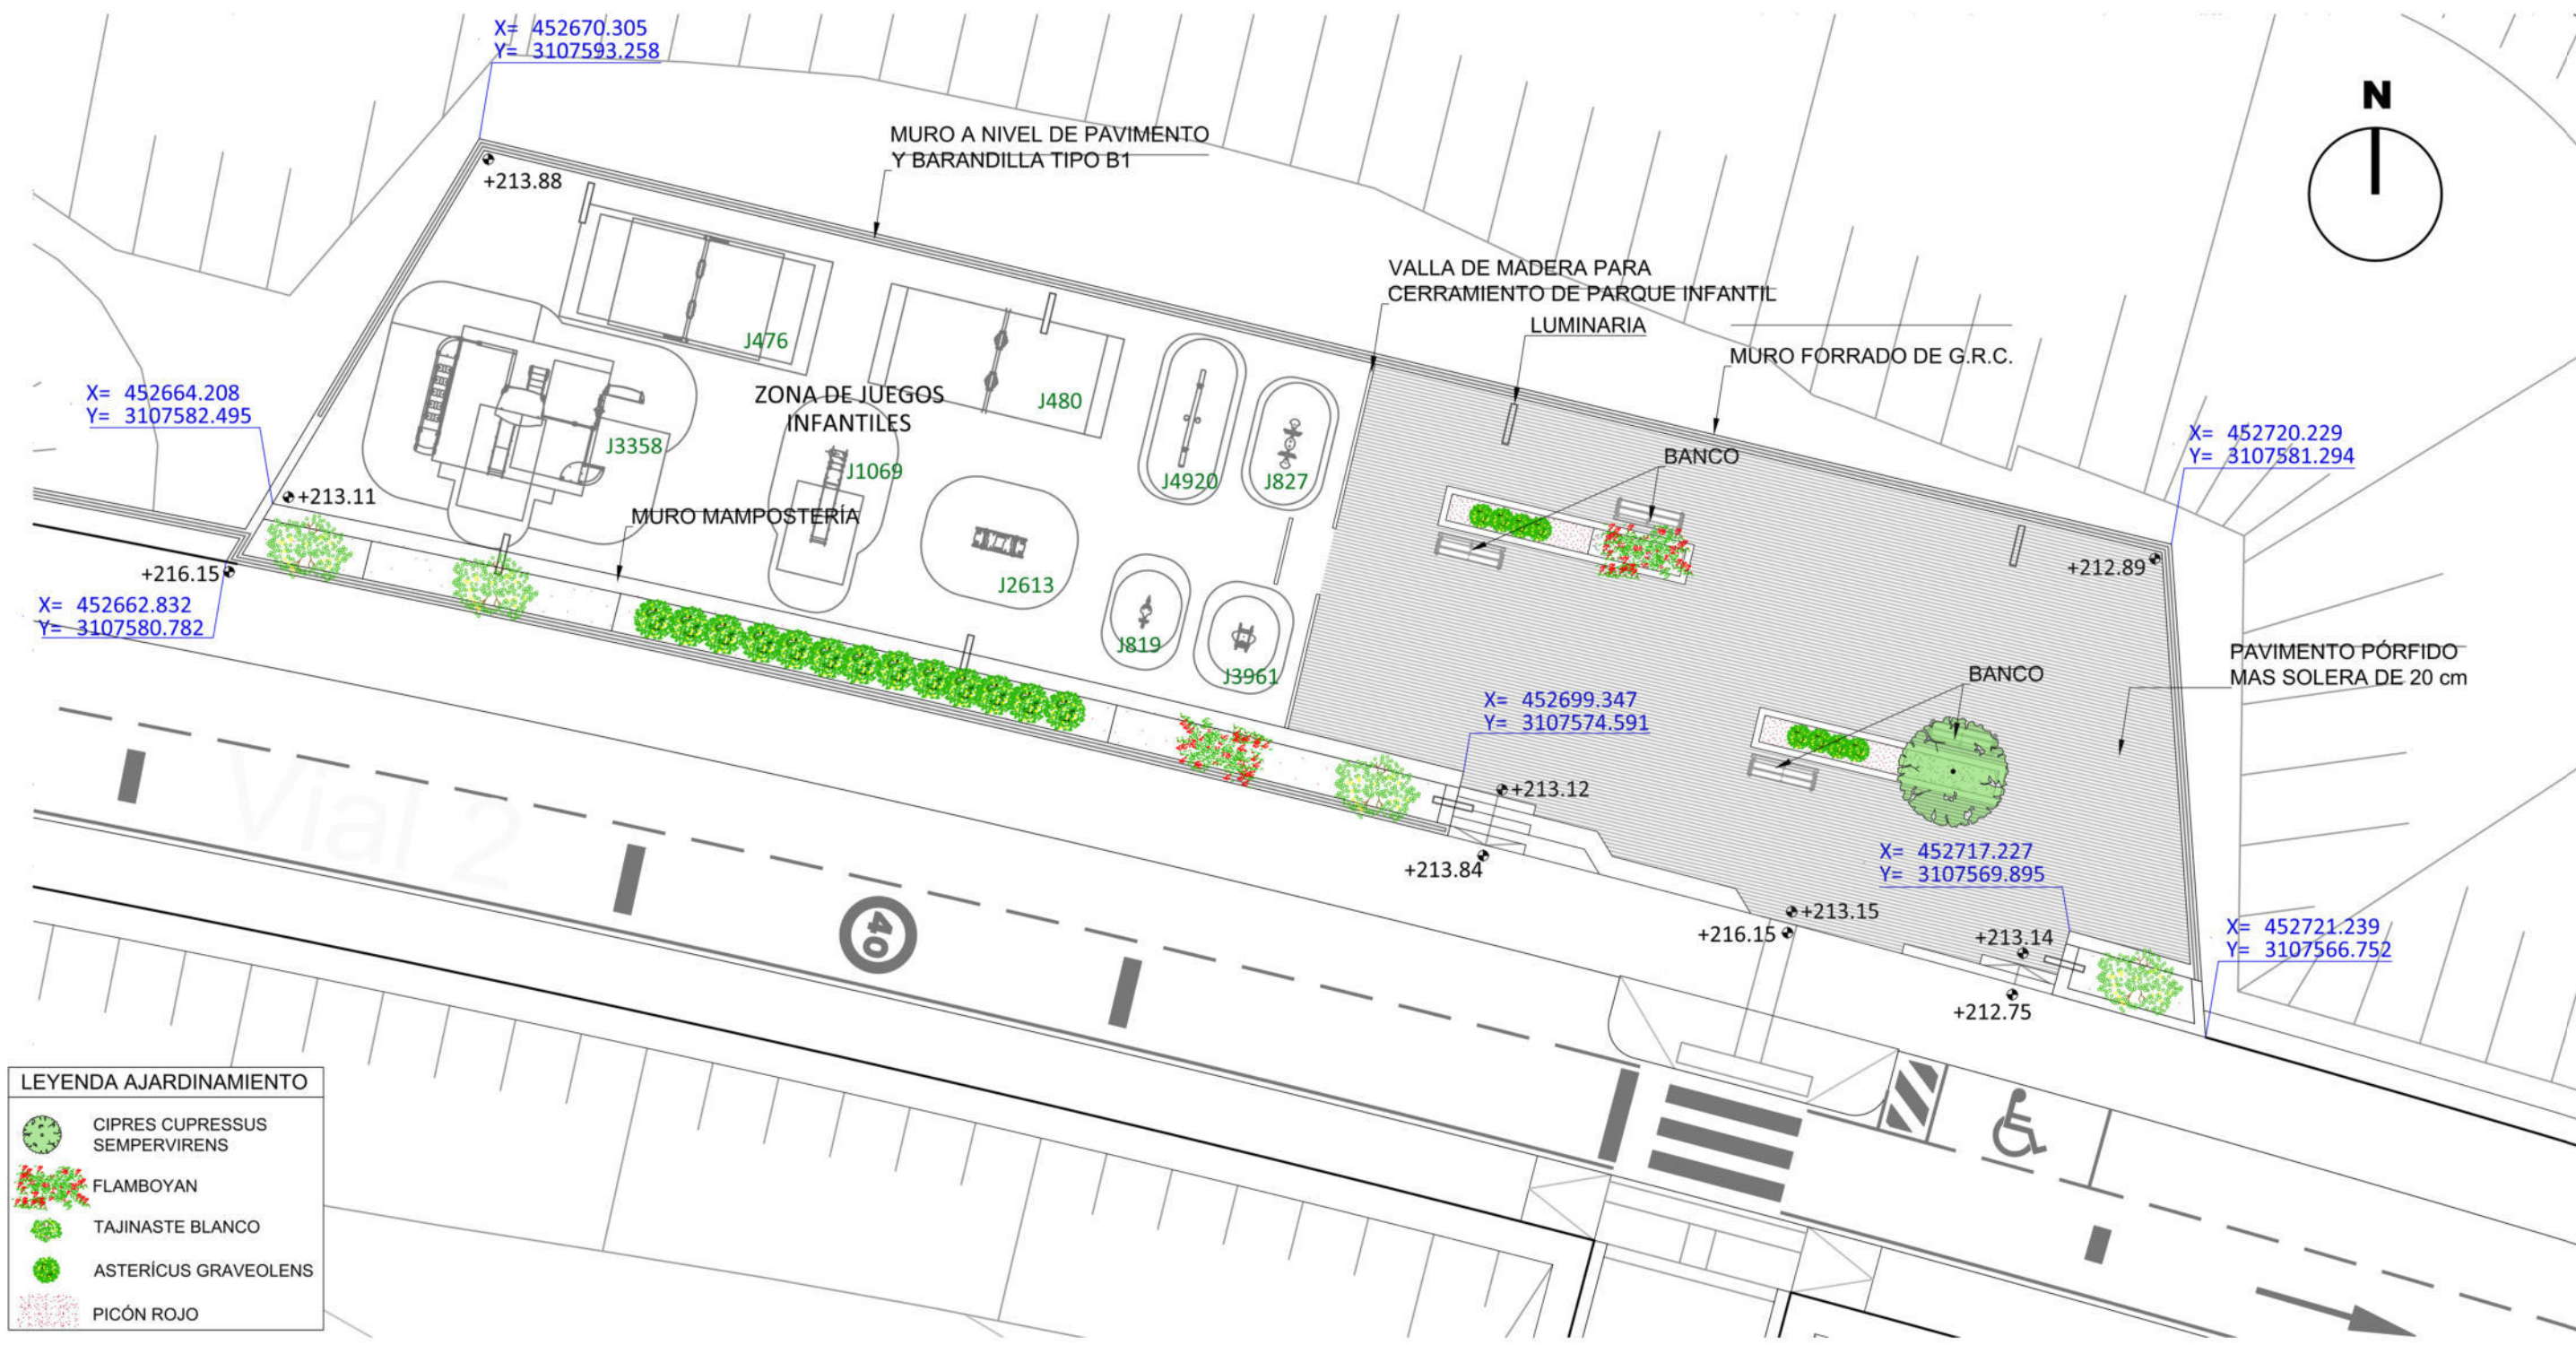 X= 452670.305
Y= 3107593.258
N
MURO A NIVEL DE PAVIMENTO
Y BARANDILLA TIPO B1
+213.88
VALLA DE MADERA PARA
CERRAMIENTO DE PARQUE INFANTIL
LUMINARIA
MURO FORRADO DE G.R.C.
J476
X= 452664.208
Y= 3107582.495
ZONA DE JUEGOS
INFANTILES
J480
J3358
J1069
J4920
J827
BANCO
X= 452720.229
Y= 3107581.294
+213.11
MURO MAMPOSTERÍA
+216.15
J2613
+212.89
X= 452662.832
Y= 3107580.782
J819
J3961
PAVIMENTO PÓRFIDO
MAS SOLERA DE 20 cm
BANCO
X= 452699.347
Y= 3107574.591
Vial 2
+213.12
+213.84
X= 452717.227
Y= 3107569.895
40
+213.15
+216.15
+213.14
X= 452721.239
Y= 3107566.752
+212.75
LEYENDA AJARDINAMIENTO
CIPRES CUPRESSUS
SEMPERVIRENS
FLAMBOYAN
TAJINASTE BLANCO
ASTERÍCUS GRAVEOLENS
PICÓN ROJO